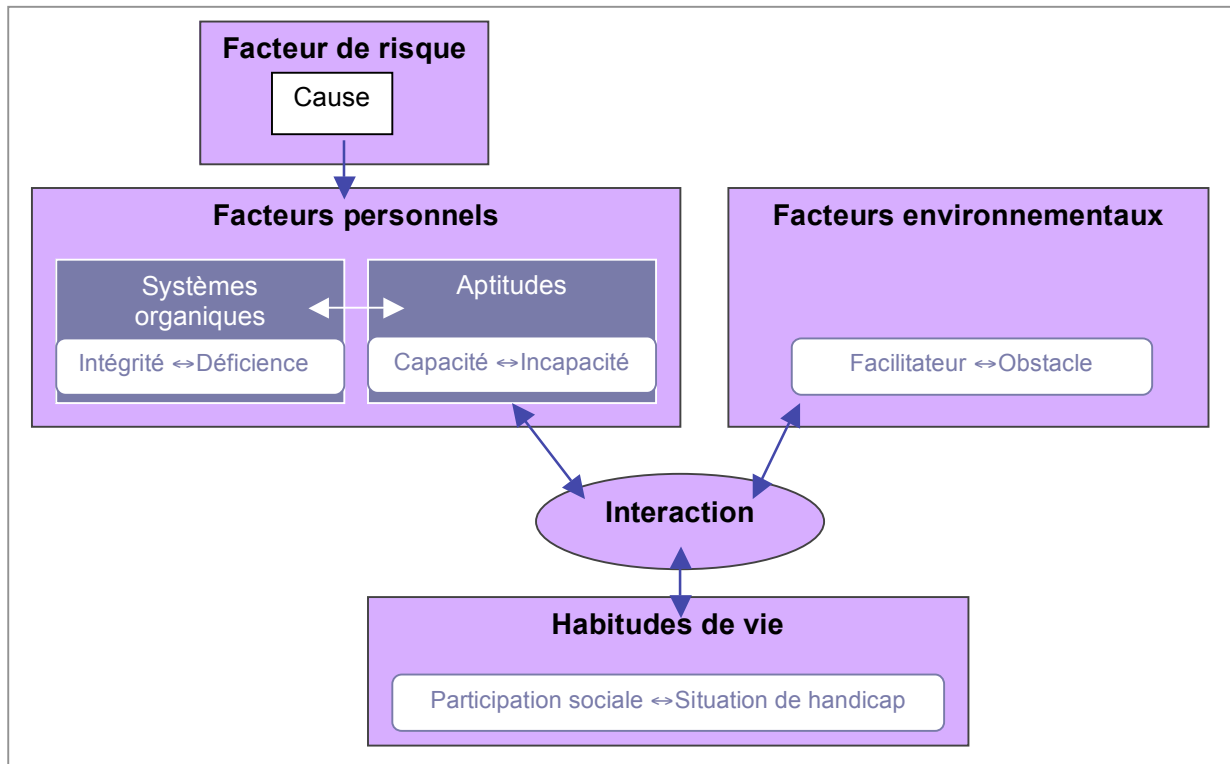 Facteur de risque
Cause
Facteurs personnels
Systèmes
organiques
Intégrité ↔Déficience
Aptitudes
Capacité ↔Incapacité
Facteurs environnementaux
Facilitateur ↔Obstacle
Interaction
Habitudes de vie
Participation sociale ↔Situation de handicap